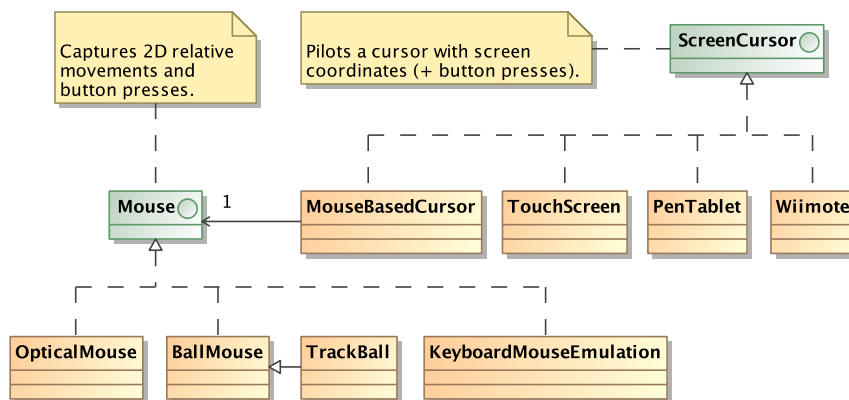 Captures 2D relative
movements and
button presses.
Pilots a cursor with screen
coordinates (+ button presses).
ScreenCursor
Mouse
1
MouseBasedCursor
TouchScreen
PenTablet
Wiimote
OpticalMouse
BallMouse
TrackBall
KeyboardMouseEmulation